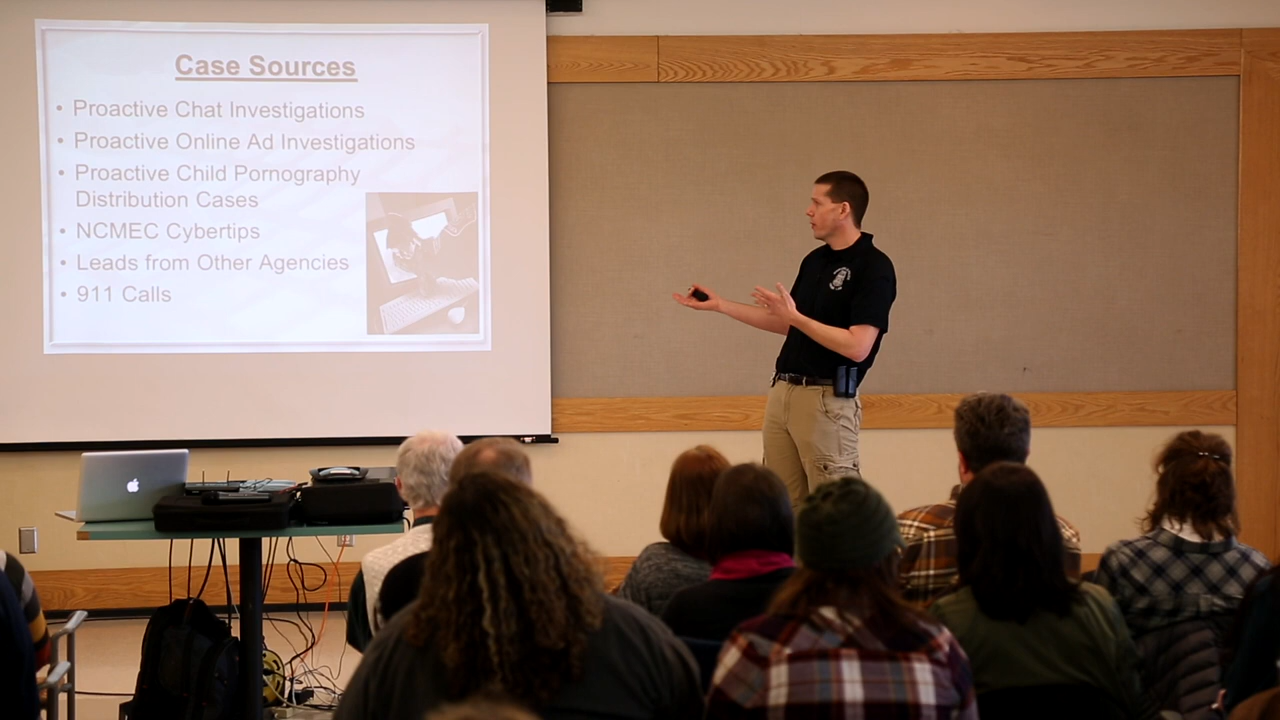 Case Sources
• Proactive Chat Investigations
• Proactive Online Ad Investigations
• Proactive Child Pornography
Distribution Cases
• NCMEC Cybertips
• Leads from Other Agencies
• 911 Calls